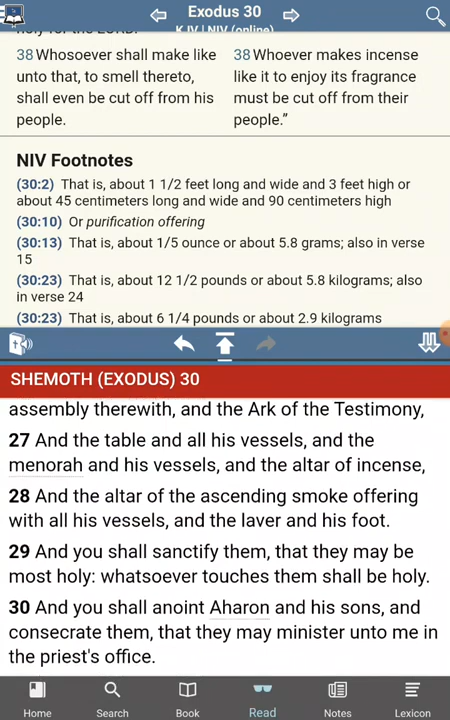 Exodus 30
KJV | NIV (online)
holy for the LORD.
38 Whosoever shall make like
unto that, to smell thereto,
shall even be cut off from his
people.
38 Whoever makes incense
like it to enjoy its fragrance
must be cut off from their
people.”
NIV Footnotes
(30:2) That is, about 1 1/2 feet long and wide and 3 feet high or
about 45 centimeters long and wide and 90 centimeters high
(30:10) Or purification offering
(30:13) That is, about 1/5 ounce or about 5.8 grams; also in verse
15
(30:23) That is, about 12 1/2 pounds or about 5.8 kilograms; also
in verse 24
(30:23) That is, about 6 1/4 pounds or about 2.9 kilograms
SHEMOTH (EXODUS) 30
assembly therewith, and the Ark of the Testimony,
27 And the table and all his vessels, and the
menorah and his vessels, and the altar of incense,
28 And the altar of the ascending smoke offering
with all his vessels, and the laver and his foot.
29 And you shall sanctify them, that they may be
most holy: whatsoever touches them shall be holy.
30 And you shall anoint Aharon and his sons, and
consecrate them, that they may minister unto me in
the priest's office.
Home Search Book Read Notes Lexicon